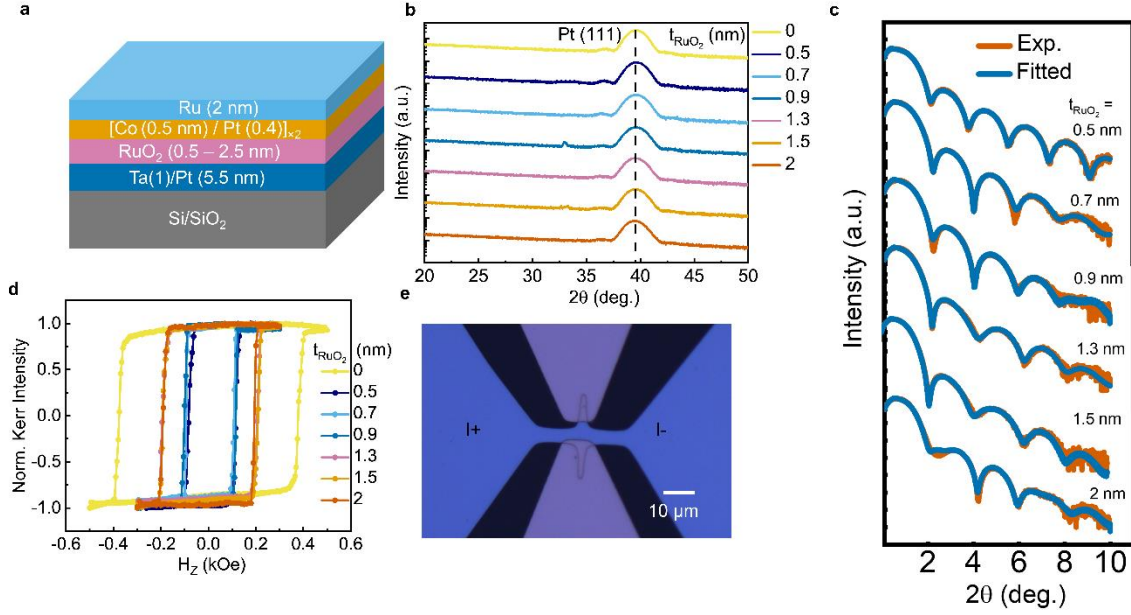 a
Ru (2 nm)
[Co (0.5 nm) / Pt (0.4)]×2
RuO2 (0.5 – 2.5 nm)
Ta(1)/Pt (5.5 nm)
Si/SiO2
b
Pt (111)
tRuO2 (nm)
0
0.5
0.7
0.9
1.3
1.5
2
Intensity (a.u.)
20 25 30 35 40 45 50
2θ (deg.)
c
Exp.
Fitted
tRuO2 =
0.5 nm
0.7 nm
0.9 nm
1.3 nm
1.5 nm
2 nm
Intensity (a.u.)
2 4 6 8 10
2θ (deg.)
d
1.0
0.5
0.0
-0.5
-1.0
Norm. Kerr Intensity
tRuO2 (nm)
0
0.5
0.7
0.9
1.3
1.5
2
-0.6 -0.4 -0.2 0.0 0.2 0.4 0.6
HZ (kOe)
e
I+
I-
10 µm